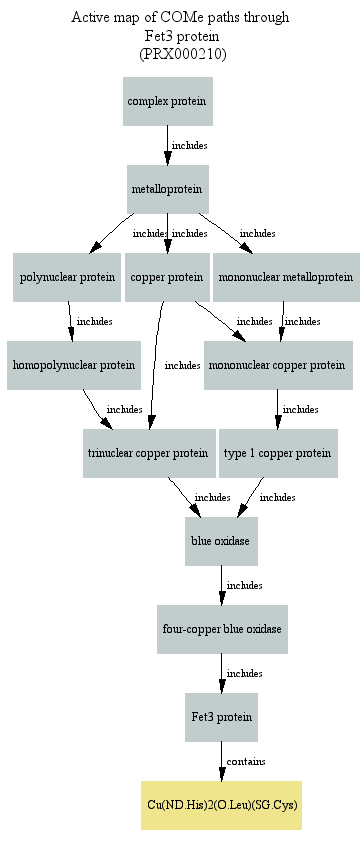 Active map of COMe paths through
Fet3 protein
(PRX000210)
complex protein
includes
metalloprotein
includes
includes
includes
polynuclear protein
copper protein
mononuclear metalloprotein
includes
includes
includes
homopolynuclear protein
includes
mononuclear copper protein
includes
includes
trinuclear copper protein
type 1 copper protein
includes
includes
blue oxidase
includes
four-copper blue oxidase
includes
Fet3 protein
contains
Cu(ND.His)2(O.Leu)(SG.Cys)